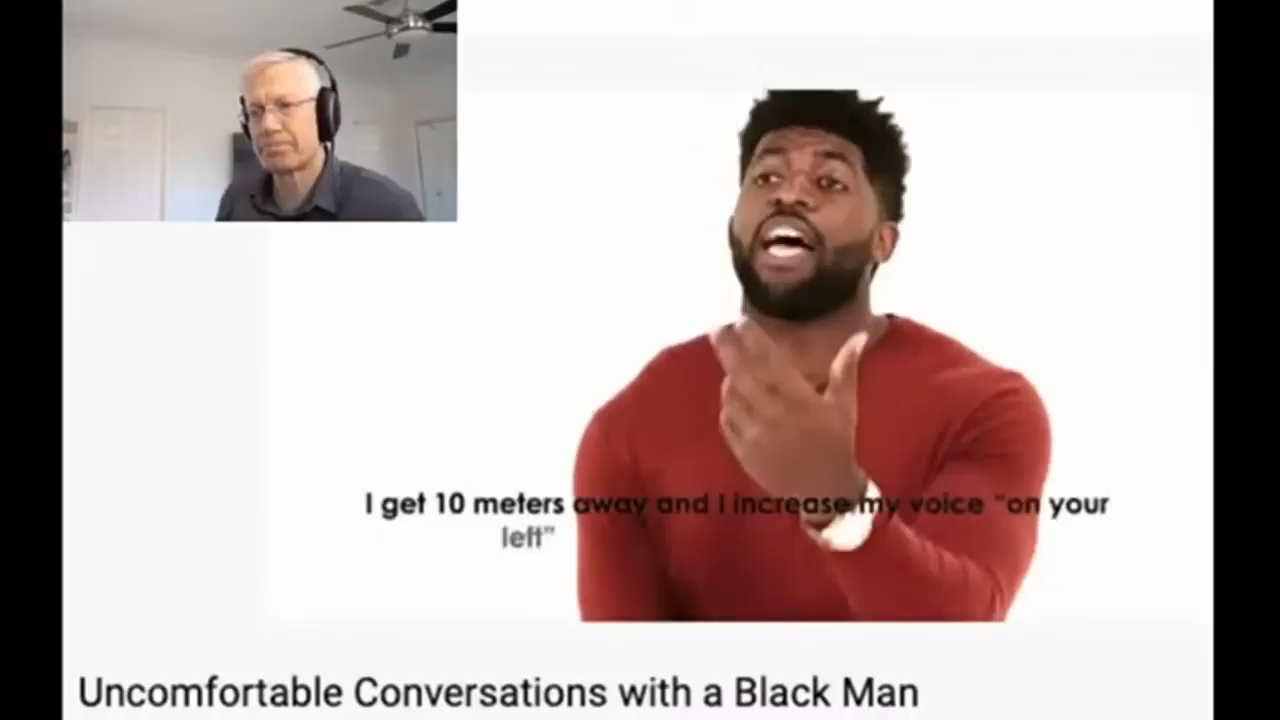 I get 10 meters away and I increase my voice "on your
left"
Uncomfortable Conversations with a Black Man